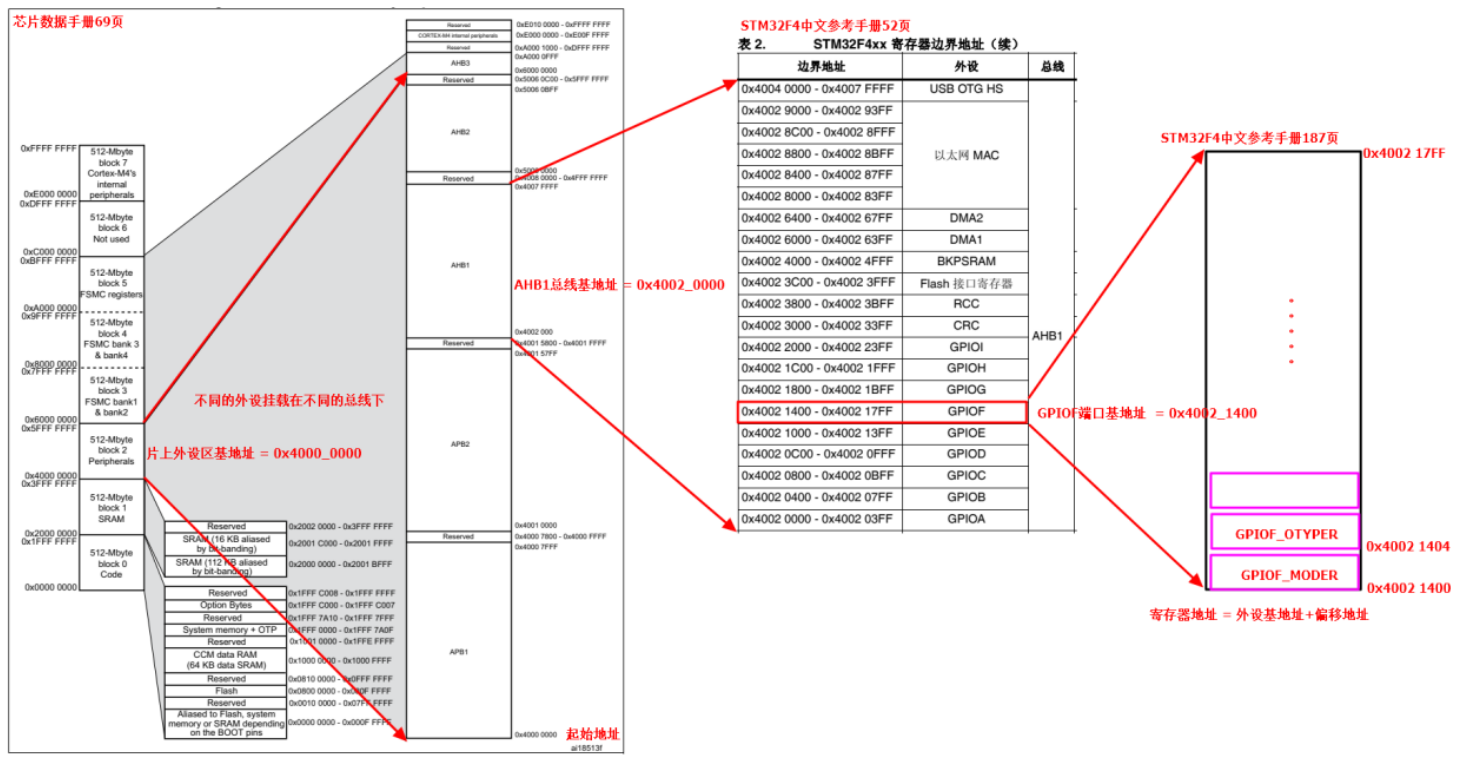 芯片数据手册69页
Reserved
0xE010 0000 - 0xFFFF FFFF
CORTEX-M4 internal peripherals
0xE000 0000 - 0xE00F FFFF
Reserved
0xA000 1000 - 0xDFFF FFFF
0xA000 0FFF
AHB3
0x6000 0000
Reserved
0x5006 0C00 - 0x5FFF FFFF
0x5006 0BFF
AHB2
0x5000 0000
Reserved
0x4008 0000 - 0x4FFF FFFF
0x4007 FFFF
AHB1
AHB1总线基地址 = 0x4002_0000
0x4002 000
Reserved
0x4001 5800 - 0x4001 FFFF
0x4001 57FF
APB2
0x4001 0000
Reserved
0x4000 7800 - 0x4000 FFFF
0x4000 7FFF
APB1
起始地址
0x4000 0000
ai18513f
0xFFFF FFFF
512-Mbyte
block 7
Cortex-M4's
internal
peripherals
0xE000 0000
0xDFFF FFFF
512-Mbyte
block 6
Not used
0xC000 0000
0xBFFF FFFF
512-Mbyte
block 5
FSMC registers
0xA000 0000
0x9FFF FFFF
512-Mbyte
block 4
FSMC bank 3
& bank4
0x8000 0000
0x7FFF FFFF
512-Mbyte
block 3
FSMC bank1
& bank2
0x6000 0000
0x5FFF FFFF
512-Mbyte
block 2
Peripherals
0x4000 0000
0x3FFF FFFF
512-Mbyte
block 1
SRAM
0x2000 0000
0x1FFF FFFF
512-Mbyte
block 0
Code
0x0000 0000
不同的外设挂载在不同的总线下
片上外设区基地址 = 0x4000_0000
Reserved
0x2002 0000 - 0x3FFF FFFF
SRAM (16 KB aliased
by bit-banding)
0x2001 C000 - 0x2001 FFFF
SRAM (112 KB aliased
by bit-banding)
0x2000 0000 - 0x2001 BFFF
Reserved
0x1FFF C008 - 0x1FFF FFFF
Option Bytes
0x1FFF C000 - 0x1FFF C007
Reserved
0x1FFF 7A10 - 0x1FFF 7FFF
System memory + OTP
0x1FFF 0000 - 0x1FFF 7A0F
Reserved
0x1001 0000 - 0x1FFE FFFF
CCM data RAM
(64 KB data SRAM)
0x1000 0000 - 0x1000 FFFF
Reserved
0x0810 0000 - 0x0FFF FFFF
Flash
0x0800 0000 - 0x080F FFFF
Reserved
0x0010 0000 - 0x07FF FFFF
Aliased to Flash, system
memory or SRAM depending
on the BOOT pins
0x0000 0000 - 0x000F FFFF
STM32F4中文参考手册52页
表 2. STM32F4xx 寄存器边界地址（续）
边界地址 外设 总线
0x4004 0000 - 0x4007 FFFF USB OTG HS
0x4002 9000 - 0x4002 93FF
0x4002 8C00 - 0x4002 8FFF
0x4002 8800 - 0x4002 8BFF 以太网 MAC
0x4002 8400 - 0x4002 87FF
0x4002 8000 - 0x4002 83FF
0x4002 6400 - 0x4002 67FF DMA2
0x4002 6000 - 0x4002 63FF DMA1
0x4002 4000 - 0x4002 4FFF BKPSRAM
0x4002 3C00 - 0x4002 3FFF Flash 接口寄存器
0x4002 3800 - 0x4002 3BFF RCC
0x4002 3000 - 0x4002 33FF CRC
AHB1
0x4002 2000 - 0x4002 23FF GPIOI
0x4002 1C00 - 0x4002 1FFF GPIOH
0x4002 1800 - 0x4002 1BFF GPIOG
0x4002 1400 - 0x4002 17FF GPIOF
0x4002 1000 - 0x4002 13FF GPIOE
0x4002 0C00 - 0x4002 0FFF GPIOD
0x4002 0800 - 0x4002 0BFF GPIOC
0x4002 0400 - 0x4002 07FF GPIOB
0x4002 0000 - 0x4002 03FF GPIOA
GPIOF端口基地址 = 0x4002_1400
STM32F4中文参考手册187页
0x4002 17FF
GPIOF_OTYPER
0x4002 1404
GPIOF_MODER
0x4002 1400
寄存器地址 = 外设基地址+偏移地址